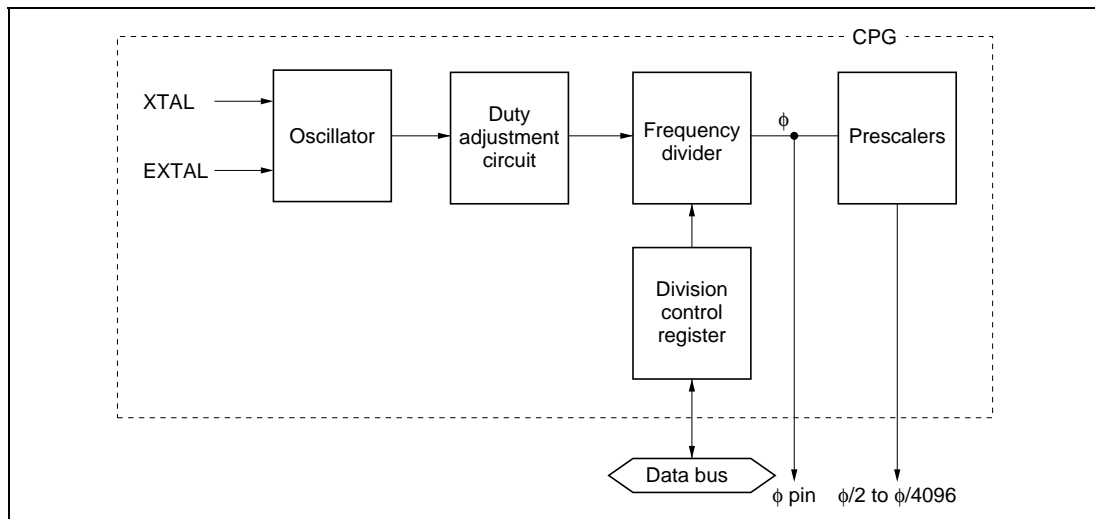 CPG
XTAL
EXTAL
Oscillator
Duty
adjustment
circuit
Frequency
divider
ϕ
Prescalers
Division
control
register
Data bus
ϕ pin
ϕ/2 to ϕ/4096